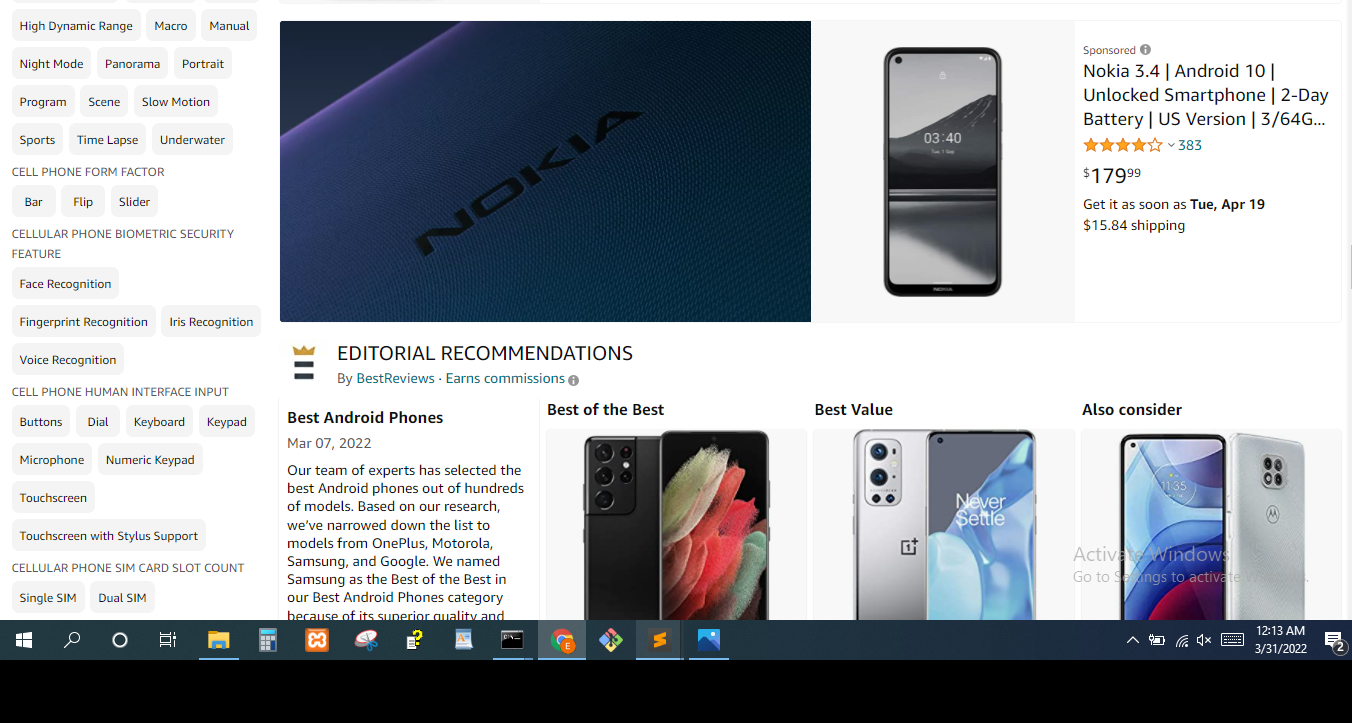 High Dynamic Range
Macro
Manual
Night Mode
Panorama
Portrait
Program
Scene
Slow Motion
Sports
Time Lapse
Underwater
CELL PHONE FORM FACTOR
Bar
Flip
Slider
CELLULAR PHONE BIOMETRIC SECURITY
FEATURE
Face Recognition
Fingerprint Recognition
Iris Recognition
Voice Recognition
CELL PHONE HUMAN INTERFACE INPUT
Buttons
Dial
Keyboard
Keypad
Microphone
Numeric Keypad
Touchscreen
Touchscreen with Stylus Support
CELLULAR PHONE SIM CARD SLOT COUNT
Single SIM
Dual SIM
NOKIA
03:40
Tue, 1 Sep
NOKIA
Sponsored
Nokia 3.4 | Android 10 |
Unlocked Smartphone | 2-Day
Battery | US Version | 3/64G...
383
$179.99
Get it as soon as Tue, Apr 19
$15.84 shipping
EDITORIAL RECOMMENDATIONS
By BestReviews · Earns commissions
Best Android Phones
Mar 07, 2022
Our team of experts has selected the
best Android phones out of hundreds
of models. Based on our research,
we've narrowed down the list to
models from OnePlus, Motorola,
Samsung, and Google. We named
Samsung as the Best of the Best in
our Best Android Phones category
because of its superior quality and
Best of the Best
Best Value
Never
Settle
Also consider
11:35
Activate Windows
Go to Settings to activate Windows.
12:13 AM
3/31/2022
2